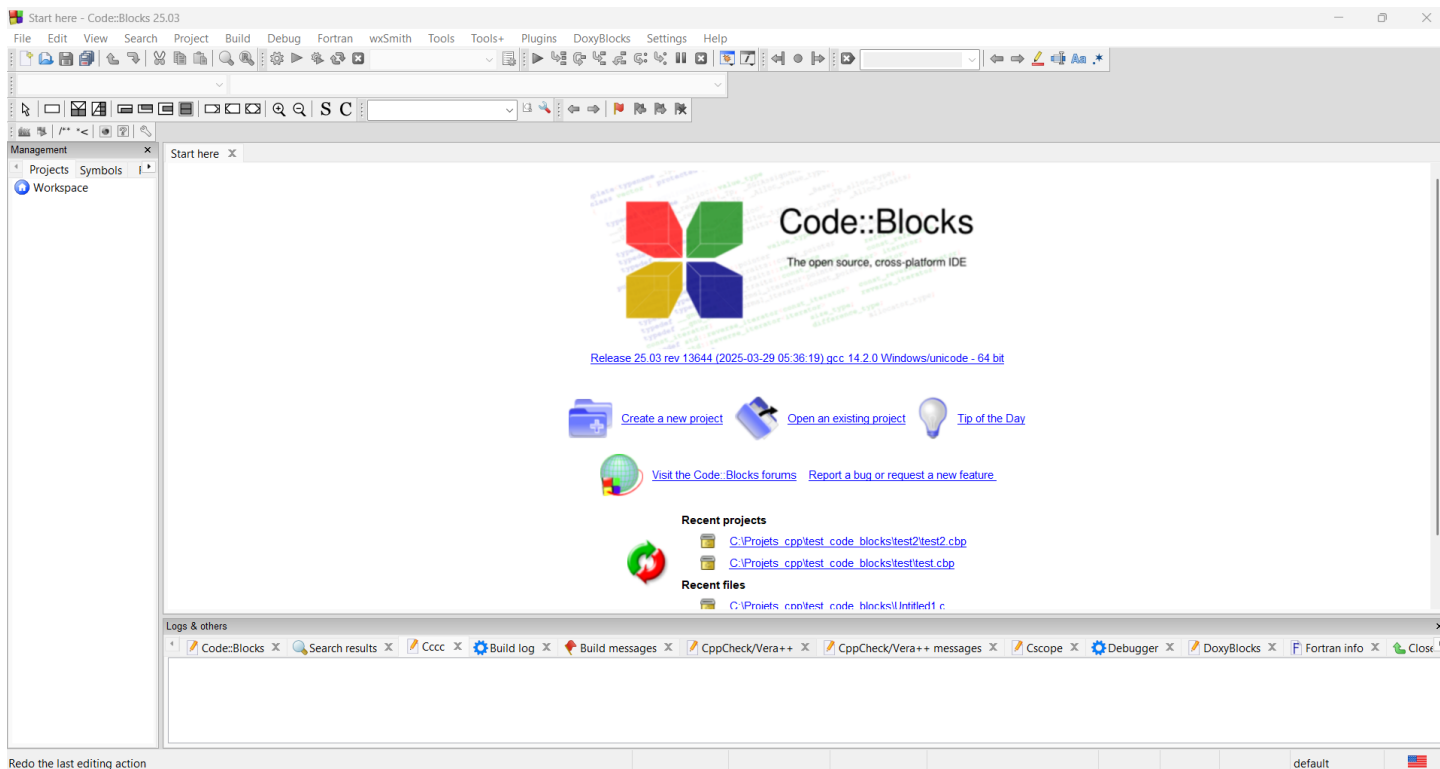 Start here - Code::Blocks 25.03
File Edit View Search Project Build Debug Fortran wxSmith Tools Tools+ Plugins DoxyBlocks Settings Help
Aa .*
S C
/** *<
Management
Projects Symbols
Workspace
Start here
Code::Blocks
The open source, cross-platform IDE
Release 25.03 rev 13644 (2025-03-29 05:36:19) gcc 14.2.0 Windows/unicode - 64 bit
Create a new project Open an existing project Tip of the Day
Visit the Code::Blocks forums Report a bug or request a new feature
Recent projects
C:\Projets_cpp\test_code_blocks\test2\test2.cbp
C:\Projets_cpp\test_code_blocks\test\test.cbp
Recent files
C:\Projets_cpp\test_code_blocks\Untitled1.c
Logs & others
Code::Blocks Search results Cccc Build log Build messages CppCheck/Vera++ CppCheck/Vera++ messages Cscope Debugger DoxyBlocks Fortran info Close
Redo the last editing action default